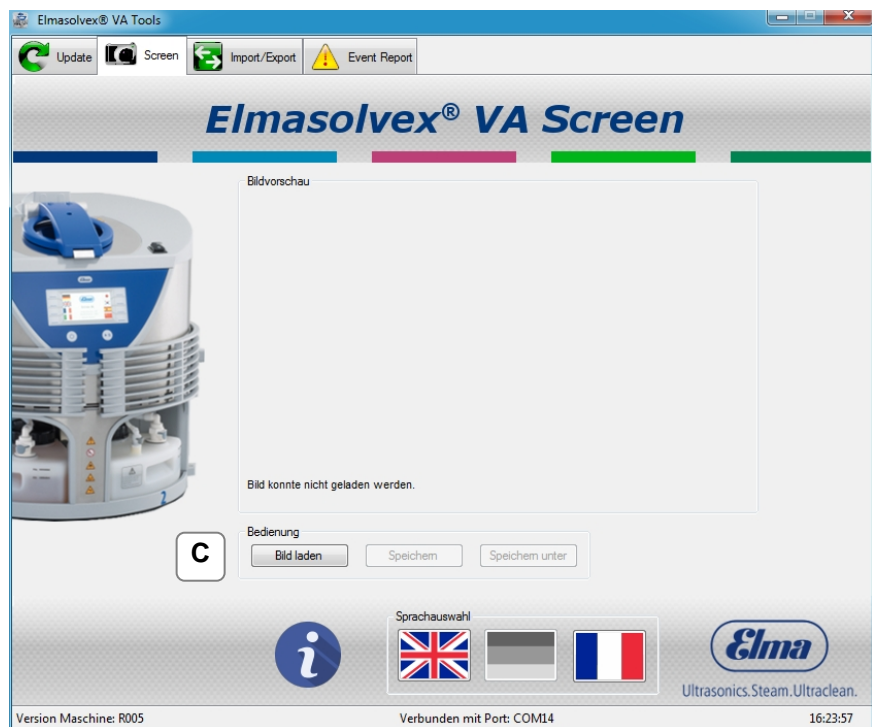 Elmasolvex® VA Tools
Update Screen Import/Export Event Report
Elmasolvex® VA Screen
Bildvorschau
Elma
Bild konnte nicht geladen werden.
2
Bedienung
C
Bild laden Speichern Speichern unter
Sprachauswahl
i
Elma
Ultrasonics.Steam.Ultraclean.
Version Maschine: R005 Verbunden mit Port: COM14 16:23:57